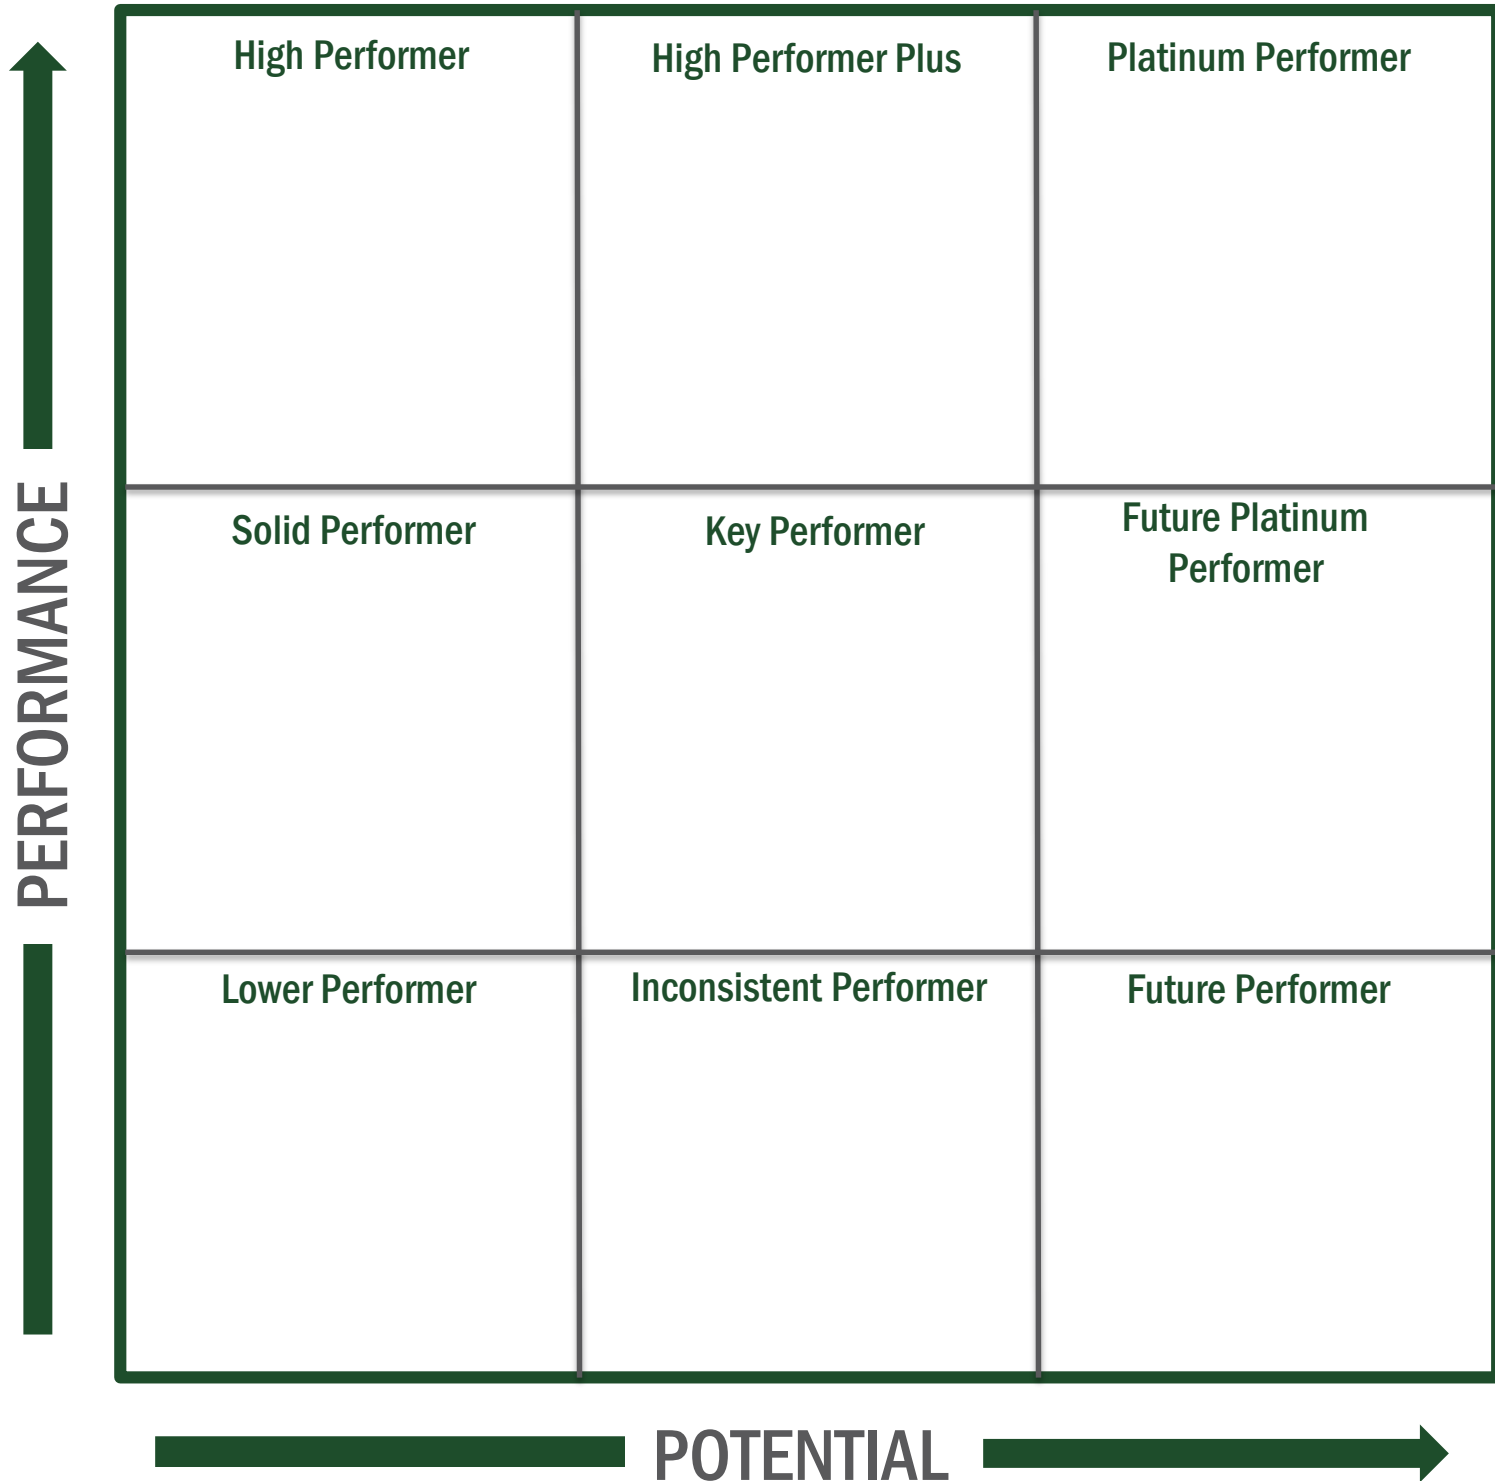 High Performer
High Performer Plus
Platinum Performer
PERFORMANCE
Solid Performer
Key Performer
Future Platinum
Performer
Lower Performer
Inconsistent Performer
Future Performer
POTENTIAL